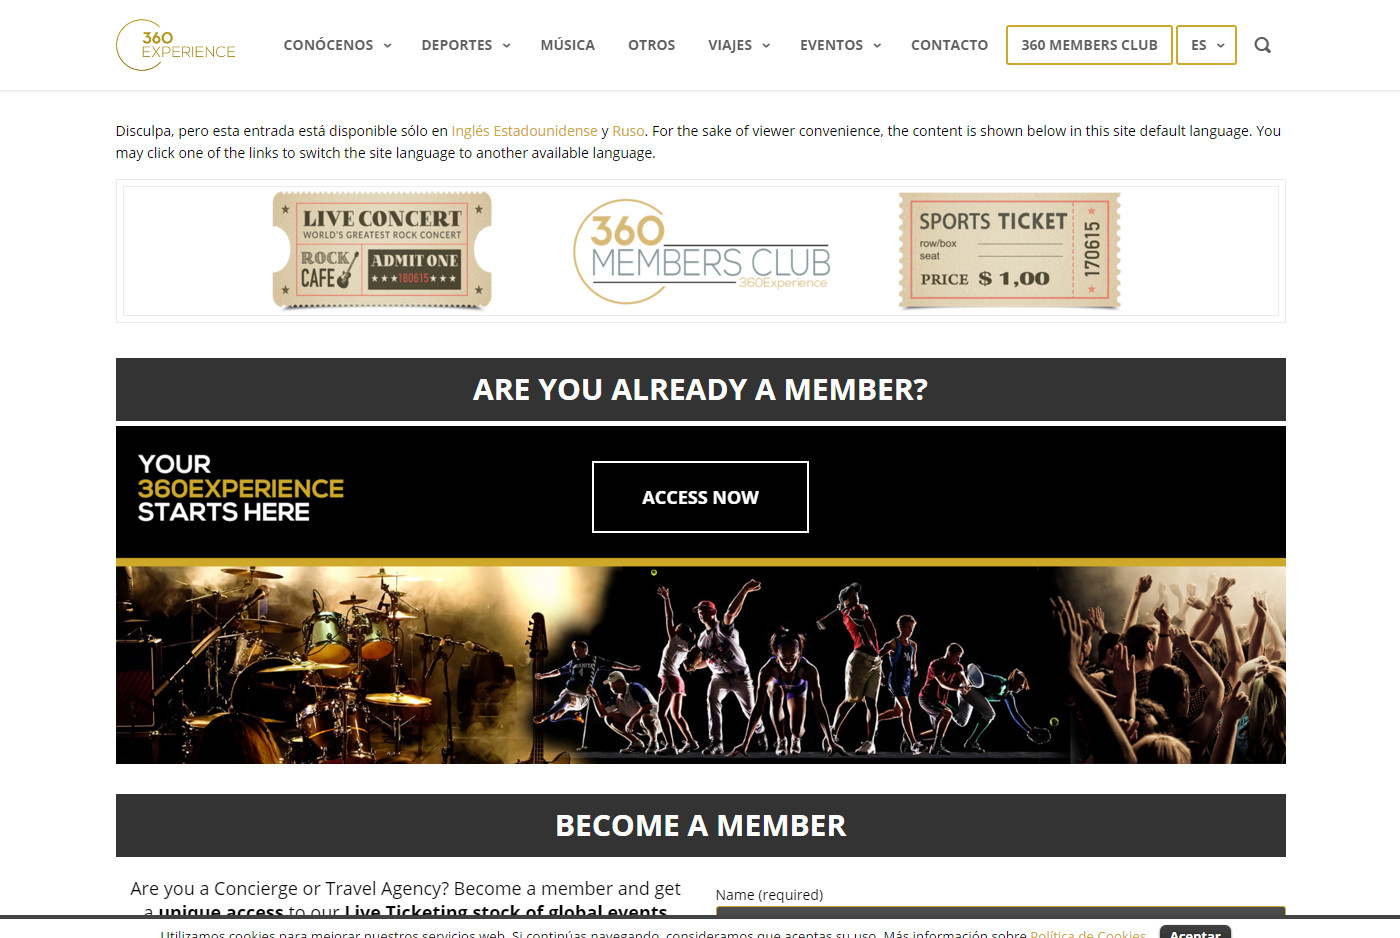 360
EXPERIENCE
CONÓCENOS DEPORTES MÚSICA OTROS VIAJES EVENTOS CONTACTO 360 MEMBERS CLUB ES
Disculpa, pero esta entrada está disponible sólo en Inglés Estadounidense y Ruso. For the sake of viewer convenience, the content is shown below in this site default language. You
may click one of the links to switch the site language to another available language.
LIVE CONCERT
WORLD'S GREATEST ROCK CONCERT
ROCK
CAFE
ADMIT ONE
★★★180615★★★
360
MEMBERS CLUB
360Experience
SPORTS TICKET
row/box
seat
PRICE $ 1,00
170615
ARE YOU ALREADY A MEMBER?
YOUR
360EXPERIENCE
STARTS HERE
ACCESS NOW
BECOME A MEMBER
Are you a Concierge or Travel Agency? Become a member and get
a unique access to our Live Ticketing stock of global events
Name (required)
Utilizamos cookies para mejorar nuestros servicios web. Si continúas navegando, consideramos que aceptas su uso. Más información sobre Política de Cookies Aceptar